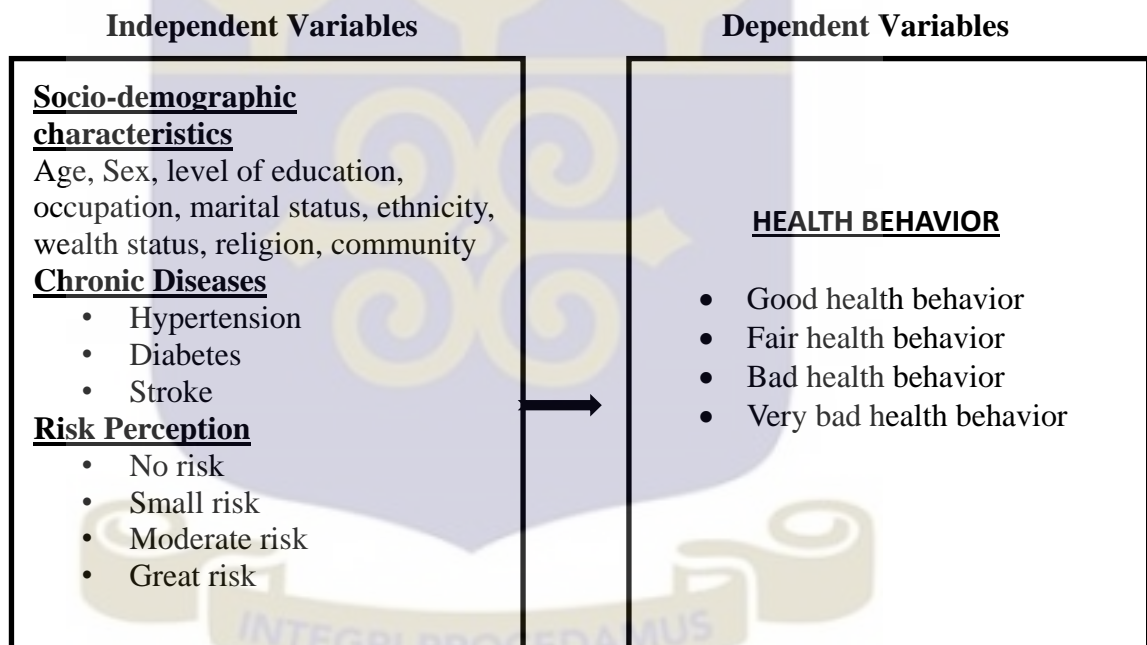 Independent Variables
Dependent Variables
Socio-demographic
characteristics
Age, Sex, level of education,
occupation, marital status, ethnicity,
wealth status, religion, community
Chronic Diseases
• Hypertension
• Diabetes
• Stroke
Risk Perception
• No risk
• Small risk
• Moderate risk
• Great risk
HEALTH BEHAVIOR
• Good health behavior
• Fair health behavior
• Bad health behavior
• Very bad health behavior
INTEGRI PROCEDAMUS